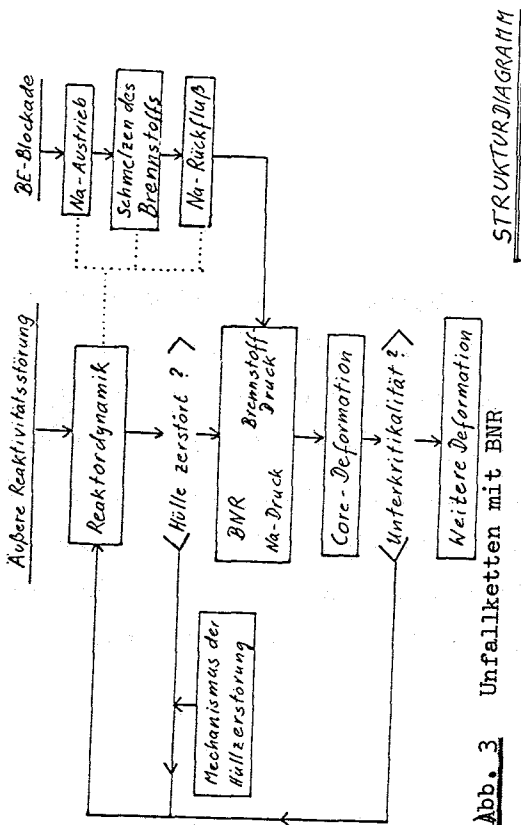 Äußere Reaktivitätsstörung
Reaktordynamik
⟨Hülle zerstört ?⟩
BNR
Brennstoff-
Na-Druck
Druck
Core-Deformation
⟨Unterkritikalität ?⟩
Weitere Deformation
BE-Blockade
Na-Austrieb
Schmelzen des
Brennstoffs
Na-Rückfluß
Mechanismus der
Hüllzerstörung
STRUKTURDIAGRAMM
Abb. 3 Unfallketten mit BNR